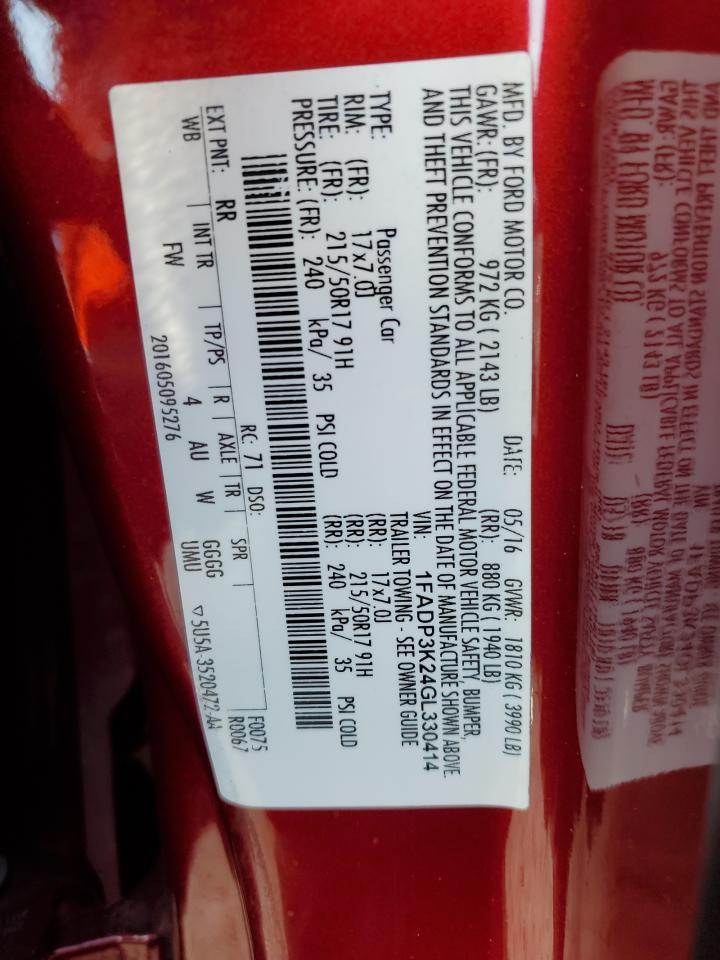 MFD. BY FORD MOTOR CO. DATE: 05/16 GVWR: 1810 KG ( 3990 LB)
GAWR: (FR): 972 KG ( 2143 LB) (RR): 880 KG ( 1940 LB)
THIS VEHICLE CONFORMS TO ALL APPLICABLE FEDERAL MOTOR VEHICLE SAFETY, BUMPER,
AND THEFT PREVENTION STANDARDS IN EFFECT ON THE DATE OF MANUFACTURE SHOWN ABOVE.
VIN: 1FADP3K24GL330414
TYPE: Passenger Car TRAILER TOWING - SEE OWNER GUIDE
RIM: (FR): 17x7.0J (RR): 17x7.0J
TIRE: (FR): 215/50R17 91H (RR): 215/50R17 91H
PRESSURE: (FR): 240 kPa/ 35 PSI COLD (RR): 240 kPa/ 35 PSI COLD
F0075
R0067
EXT PNT: RR RC: 71 DSO:
WB INT TR TP/PS R AXLE TR SPR
FW 4 AU W GGGG
UMU
201605095276 ▽5U5A-3520472-AA